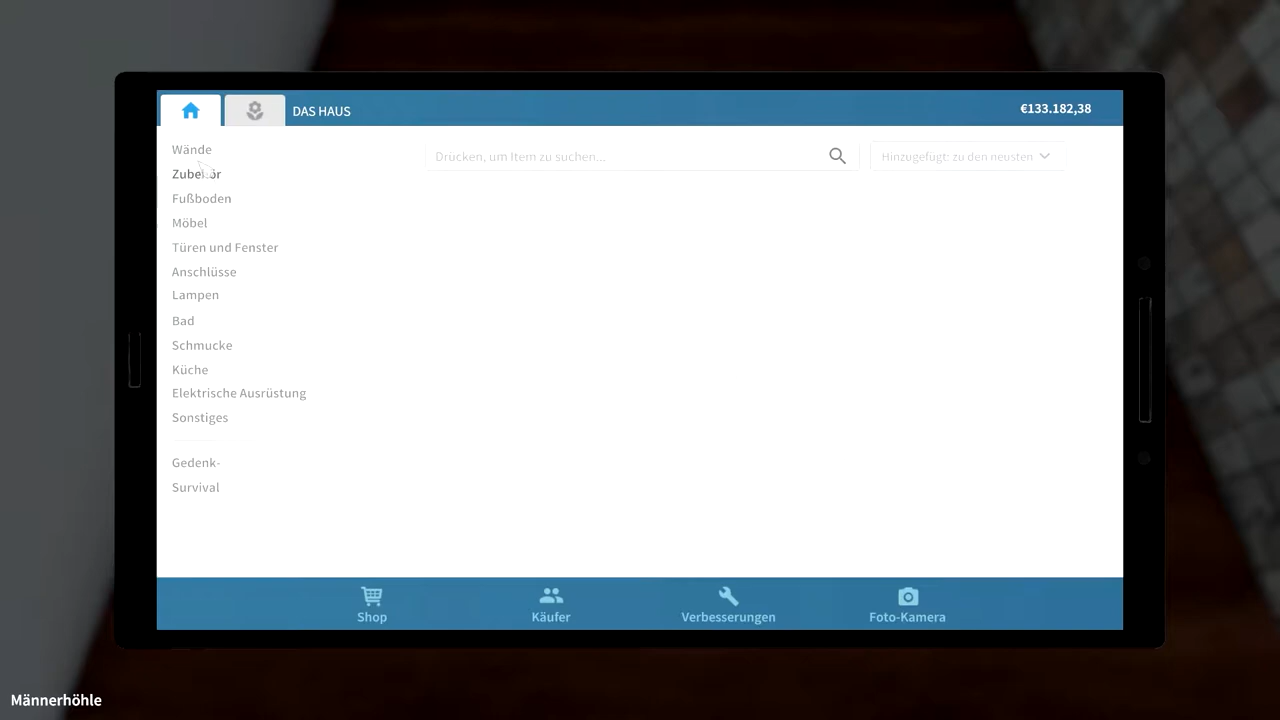 DAS HAUS
€133.182,38
Wände
Zubehör
Fußboden
Möbel
Türen und Fenster
Anschlüsse
Lampen
Bad
Schmucke
Küche
Elektrische Ausrüstung
Sonstiges
Gedenk-
Survival
Drücken, um Item zu suchen...
Hinzugefügt: zu den neusten
Shop
Käufer
Verbesserungen
Foto-Kamera
Männerhöhle